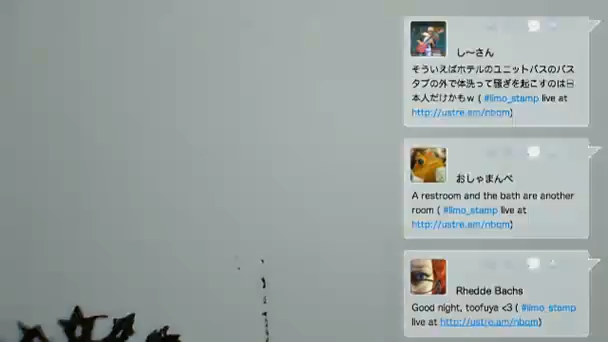 し〜さん
そういえばホテルのユニットバスのバス
タブの外で体洗って騒ぎを起こすのは日
本人だけかもｗ ( #limo_stamp live at
http://ustre.am/nbqm)
おしゃまんべ
A restroom and the bath are another
room ( #limo_stamp live at
http://ustre.am/nbqm)
Rhedde Bachs
Good night, toofuya <3 ( #limo_stamp
live at http://ustre.am/nbqm)